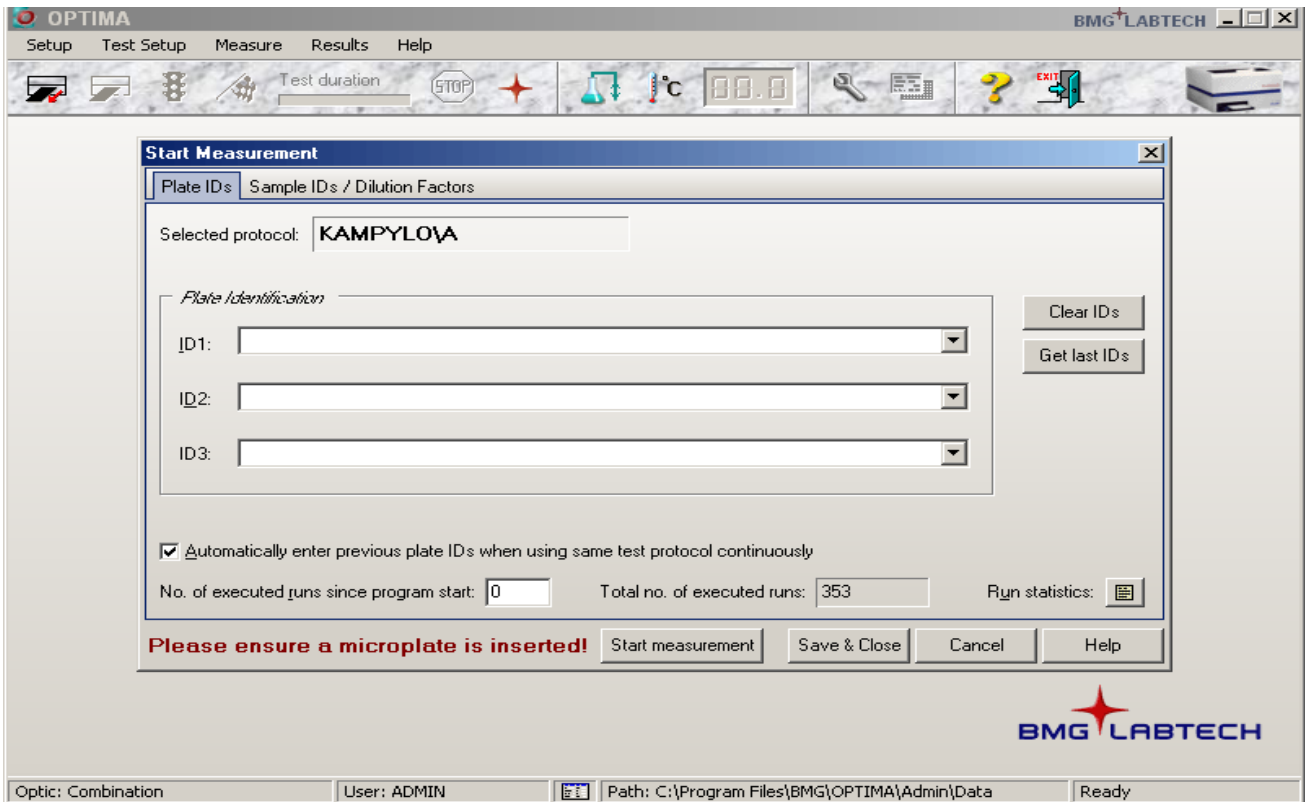 OPTIMA BMG LABTECH
Setup Test Setup Measure Results Help
Test duration STOP °C 88.8 ? EXIT
Start Measurement
Plate IDs Sample IDs / Dilution Factors
Selected protocol: KAMPYLO\A
Plate Identification
Clear IDs
ID1:
Get last IDs
ID2:
ID3:
Automatically enter previous plate IDs when using same test protocol continuously
No. of executed runs since program start: 0 Total no. of executed runs: 353 Run statistics:
Please ensure a microplate is inserted! Start measurement Save & Close Cancel Help
BMG LABTECH
Optic: Combination User: ADMIN Path: C:\Program Files\BMG\OPTIMA\Admin\Data Ready